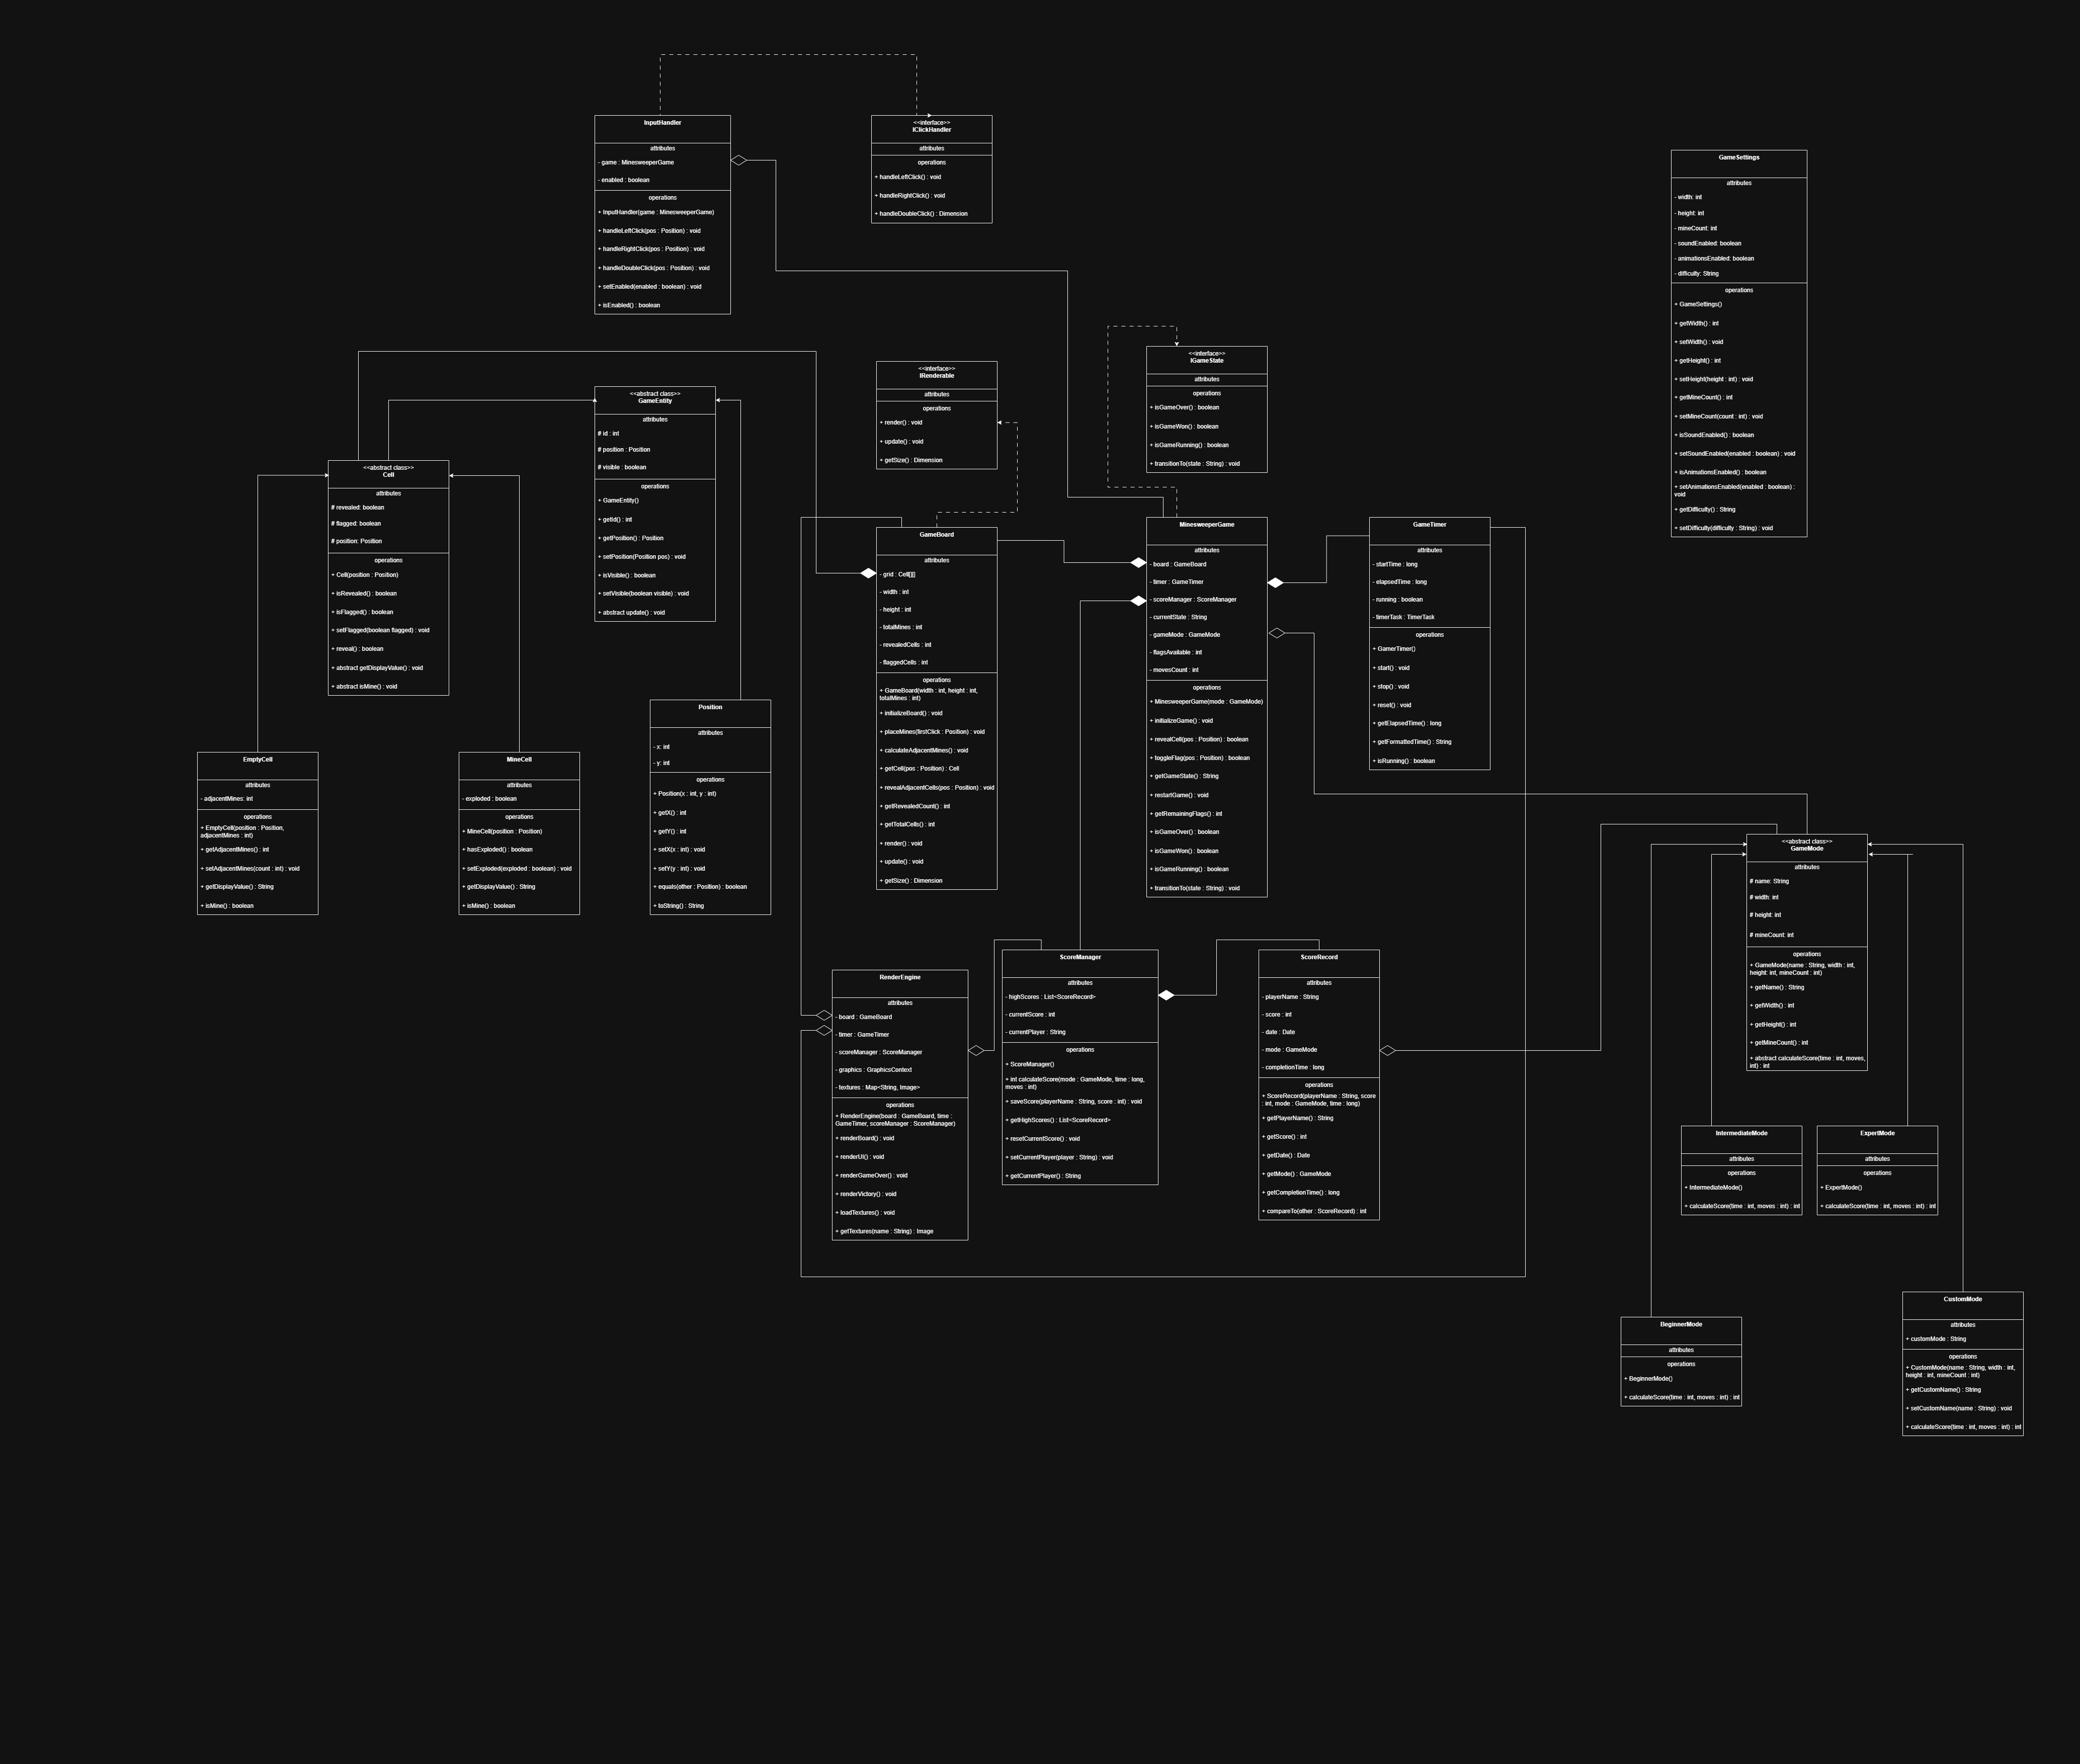 InputHandler
attributes
- game : MinesweeperGame
- enabled : boolean
operations
+ InputHandler(game : MinesweeperGame)
+ handleLeftClick(pos : Position) : void
+ handleRightClick(pos : Position) : void
+ handleDoubleClick(pos : Position) : void
+ setEnabled(enabled : boolean) : void
+ isEnabled() : boolean
<<interface>>
IClickHandler
attributes
operations
+ handleLeftClick() : void
+ handleRightClick() : void
+ handleDoubleClick() : Dimension
GameSettings
attributes
- width: int
- height: int
- mineCount: int
- soundEnabled: boolean
- animationsEnabled: boolean
- difficulty: String
operations
+ GameSettings()
+ getWidth() : int
+ setWidth() : void
+ getHeight() : int
+ setHeight(height : int) : void
+ getMineCount() : int
+ setMineCount(count : int) : void
+ isSoundEnabled() : boolean
+ setSoundEnabled(enabled : boolean) : void
+ isAnimationsEnabled() : boolean
+ setAnimationsEnabled(enabled : boolean) :
void
+ getDifficulty() : String
+ setDifficulty(difficulty : String) : void
<<interface>>
IRenderable
attributes
operations
+ render() : void
+ update() : void
+ getSize() : Dimension
<<interface>>
IGameState
attributes
operations
+ isGameOver() : boolean
+ isGameWon() : boolean
+ isGameRunning() : boolean
+ transitionTo(state : String) : void
<<abstract class>>
GameEntity
attributes
# id : int
# position : Position
# visible : boolean
operations
+ GameEntity()
+ getId() : int
+ getPosition() : Position
+ setPosition(Position pos) : void
+ isVisible() : boolean
+ setVisible(boolean visible) : void
+ abstract update() : void
<<abstract class>>
Cell
attributes
# revealed: boolean
# flagged: boolean
# position: Position
operations
+ Cell(position : Position)
+ isRevealed() : boolean
+ isFlagged() : boolean
+ setFlagged(boolean flagged) : void
+ reveal() : boolean
+ abstract getDisplayValue() : void
+ abstract isMine() : void
GameBoard
attributes
- grid : Cell[][]
- width : int
- height : int
- totalMines : int
- revealedCells : int
- flaggedCells : int
operations
+ GameBoard(width : int, height : int,
totalMines : int)
+ initializeBoard() : void
+ placeMines(firstClick : Position) : void
+ calculateAdjacentMines() : void
+ getCell(pos : Position) : Cell
+ revealAdjacentCells(pos : Position) : void
+ getRevealedCount() : int
+ getTotalCells() : int
+ render() : void
+ update() : void
+ getSize() : Dimension
MinesweeperGame
attributes
- board : GameBoard
- timer : GameTimer
- scoreManager : ScoreManager
- currentState : String
- gameMode : GameMode
- flagsAvailable : int
- movesCount : int
operations
+ MinesweeperGame(mode : GameMode)
+ initializeGame() : void
+ revealCell(pos : Position) : boolean
+ toggleFlag(pos : Position) : boolean
+ getGameState() : String
+ restartGame() : void
+ getRemainingFlags() : int
+ isGameOver() : boolean
+ isGameWon() : boolean
+ isGameRunning() : boolean
+ transitionTo(state : String) : void
GameTimer
attributes
- startTime : long
- elapsedTime : long
- running : boolean
- timerTask : TimerTask
operations
+ GamerTimer()
+ start() : void
+ stop() : void
+ reset() : void
+ getElapsedTime() : long
+ getFormattedTime() : String
+ isRunning() : boolean
Position
attributes
- x: int
- y: int
operations
+ Position(x : int, y : int)
+ getX() : int
+ getY() : int
+ setX(x : int) : void
+ setY(y : int) : void
+ equals(other : Position) : boolean
+ toString() : String
EmptyCell
attributes
- adjacentMines: int
operations
+ EmptyCell(position : Position,
adjacentMines : int)
+ getAdjacentMines() : int
+ setAdjacentMines(count : int) : void
+ getDisplayValue() : String
+ isMine() : boolean
MineCell
attributes
- exploded : boolean
operations
+ MineCell(position : Position)
+ hasExploded() : boolean
+ setExploded(exploded : boolean) : void
+ getDisplayValue() : String
+ isMine() : boolean
<<abstract class>>
GameMode
attributes
# name: String
# width: int
# height: int
# mineCount: int
operations
+ GameMode(name : String, width : int,
height: int, mineCount : int)
+ getName() : String
+ getWidth() : int
+ getHeight() : int
+ getMineCount() : int
+ abstract calculateScore(time : int, moves,
int) : int
RenderEngine
attributes
- board : GameBoard
- timer : GameTimer
- scoreManager : ScoreManager
- graphics : GraphicsContext
- textures : Map<String, Image>
operations
+ RenderEngine(board : GameBoard, time :
GameTimer, scoreManager : ScoreManager)
+ renderBoard() : void
+ renderUI() : void
+ renderGameOver() : void
+ renderVictory() : void
+ loadTextures() : void
+ getTextures(name : String) : Image
ScoreManager
attributes
- highScores : List<ScoreRecord>
- currentScore : int
- currentPlayer : String
operations
+ ScoreManager()
+ int calculateScore(mode : GameMode, time : long,
moves : int)
+ saveScore(playerName : String, score : int) : void
+ getHighScores() : List<ScoreRecord>
+ resetCurrentScore() : void
+ setCurrentPlayer(player : String) : void
+ getCurrentPlayer() : String
ScoreRecord
attributes
- playerName : String
- score : int
- date : Date
- mode : GameMode
- completionTime : long
operations
+ ScoreRecord(playerName : String, score
: int, mode : GameMode, time : long)
+ getPlayerName() : String
+ getScore() : int
+ getDate() : Date
+ getMode() : GameMode
+ getCompletionTime() : long
+ compareTo(other : ScoreRecord) : int
IntermediateMode
attributes
operations
+ IntermediateMode()
+ calculateScore(time : int, moves : int) : int
ExpertMode
attributes
operations
+ ExpertMode()
+ calculateScore(time : int, moves : int) : int
BeginnerMode
attributes
operations
+ BeginnerMode()
+ calculateScore(time : int, moves : int) : int
CustomMode
attributes
+ customMode : String
operations
+ CustomMode(name : String, width : int,
height : int, mineCount : int)
+ getCustomName() : String
+ setCustomName(name : String) : void
+ calculateScore(time : int, moves : int) : int